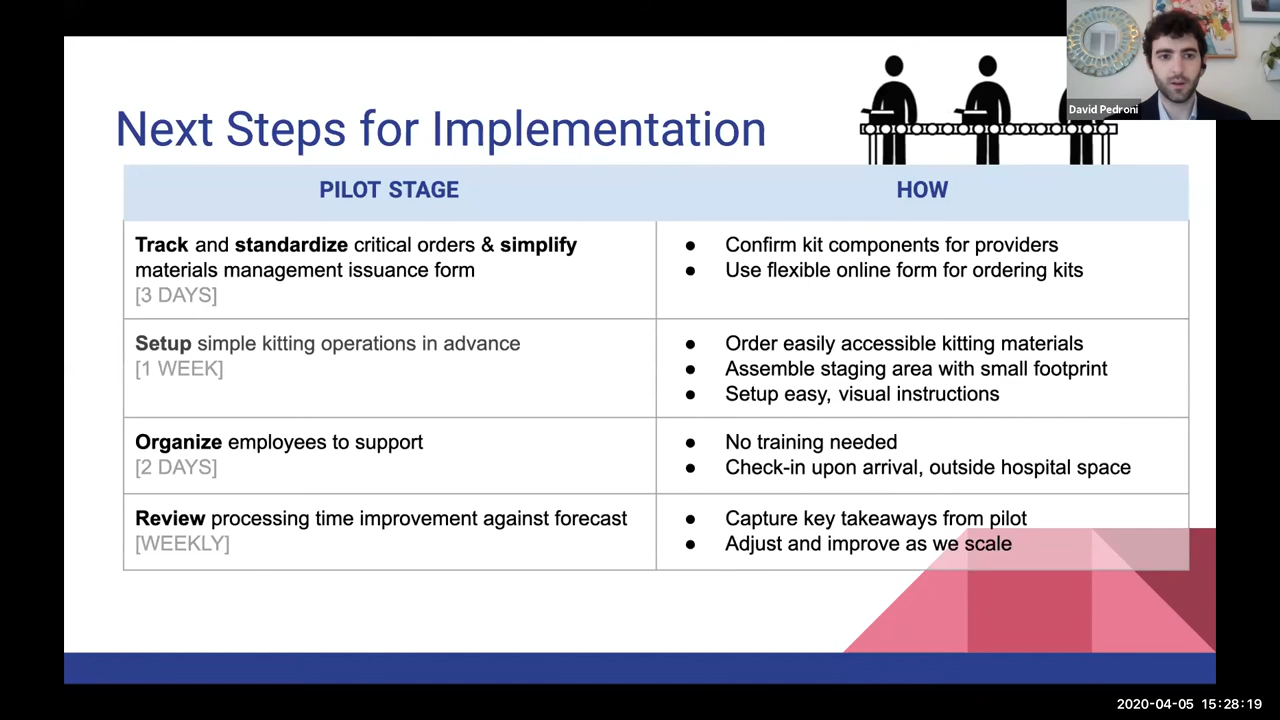 David Pedroni
Next Steps for Implementation
PILOT STAGE
HOW
Track and standardize critical orders & simplify
materials management issuance form
[3 DAYS]
● Confirm kit components for providers
● Use flexible online form for ordering kits
Setup simple kitting operations in advance
[1 WEEK]
● Order easily accessible kitting materials
● Assemble staging area with small footprint
● Setup easy, visual instructions
Organize employees to support
[2 DAYS]
● No training needed
● Check-in upon arrival, outside hospital space
Review processing time improvement against forecast
[WEEKLY]
● Capture key takeaways from pilot
● Adjust and improve as we scale
2020-04-05 15:28:19